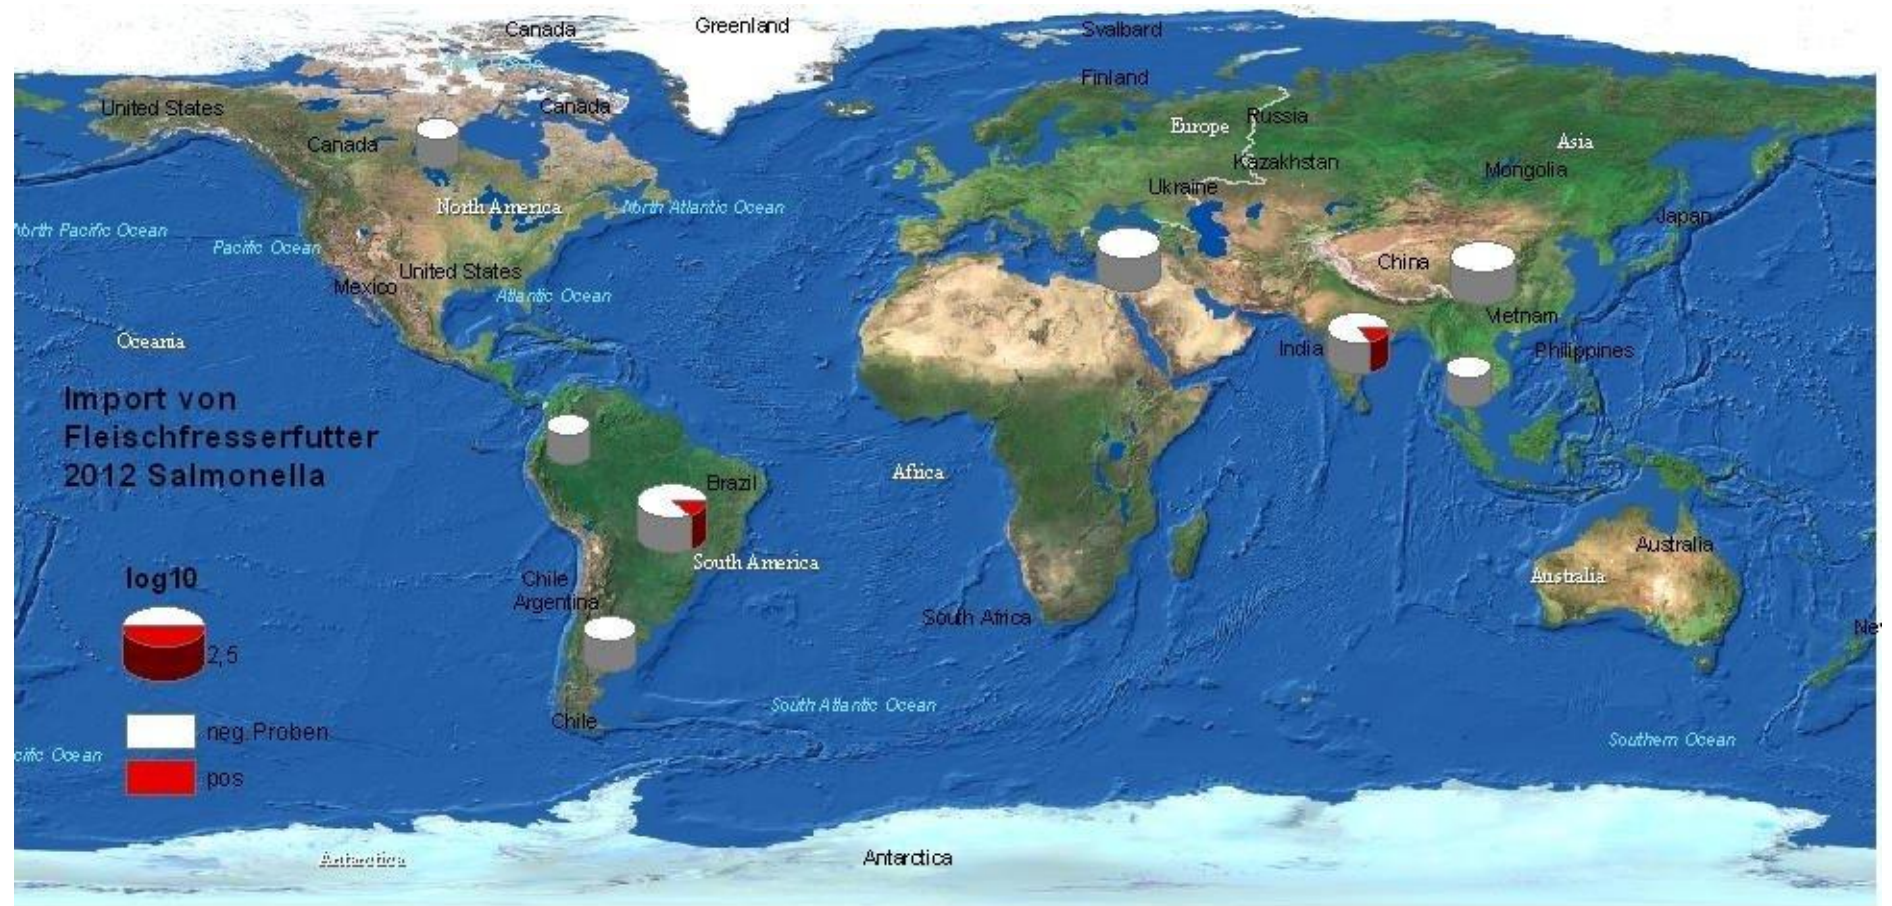 Canada
Greenland
Svalbard
Finland
United States
Canada
Canada
Europe
Russia
Asia
Kazakhstan
Mongolia
Ukraine
North America
North Atlantic Ocean
Japan
North Pacific Ocean
Pacific Ocean
United States
China
Mexico
Atlantic Ocean
Vietnam
Oceania
India
Philippines
Import von
Fleischfresserfutter
2012 Salmonella
Africa
Brazil
Australia
South America
log10
Chile
Argentina
Australia
South Africa
Ne
2,5
South Atlantic Ocean
Chile
neg.Proben
Southern Ocean
cific Ocean
pos
Antarctica
Antarctica